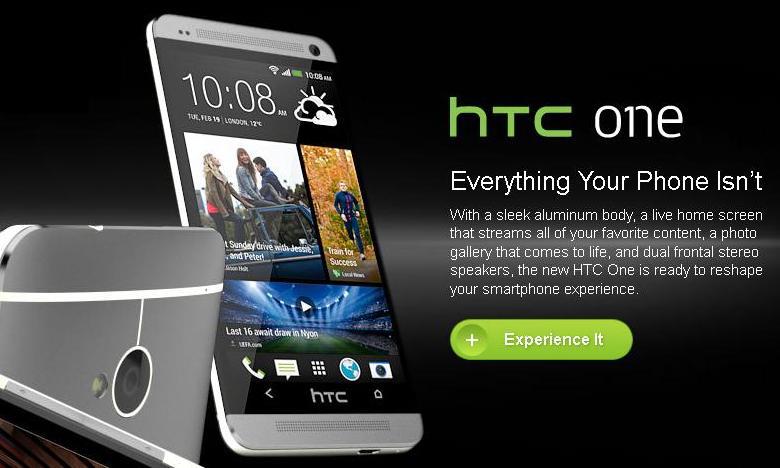 10:08 AM
10:08 AM
TUE, FEB 19 | LONDON, 12°C
t Sunday drive with Jessie,
, and Peter!
Train for
Success
Local News
Last 16 await draw in Nyon
UEFA.com
hTC
hTC one
Everything Your Phone Isn't
With a sleek aluminum body, a live home screen
that streams all of your favorite content, a photo
gallery that comes to life, and dual frontal stereo
speakers, the new HTC One is ready to reshape
your smartphone experience.
+ Experience It